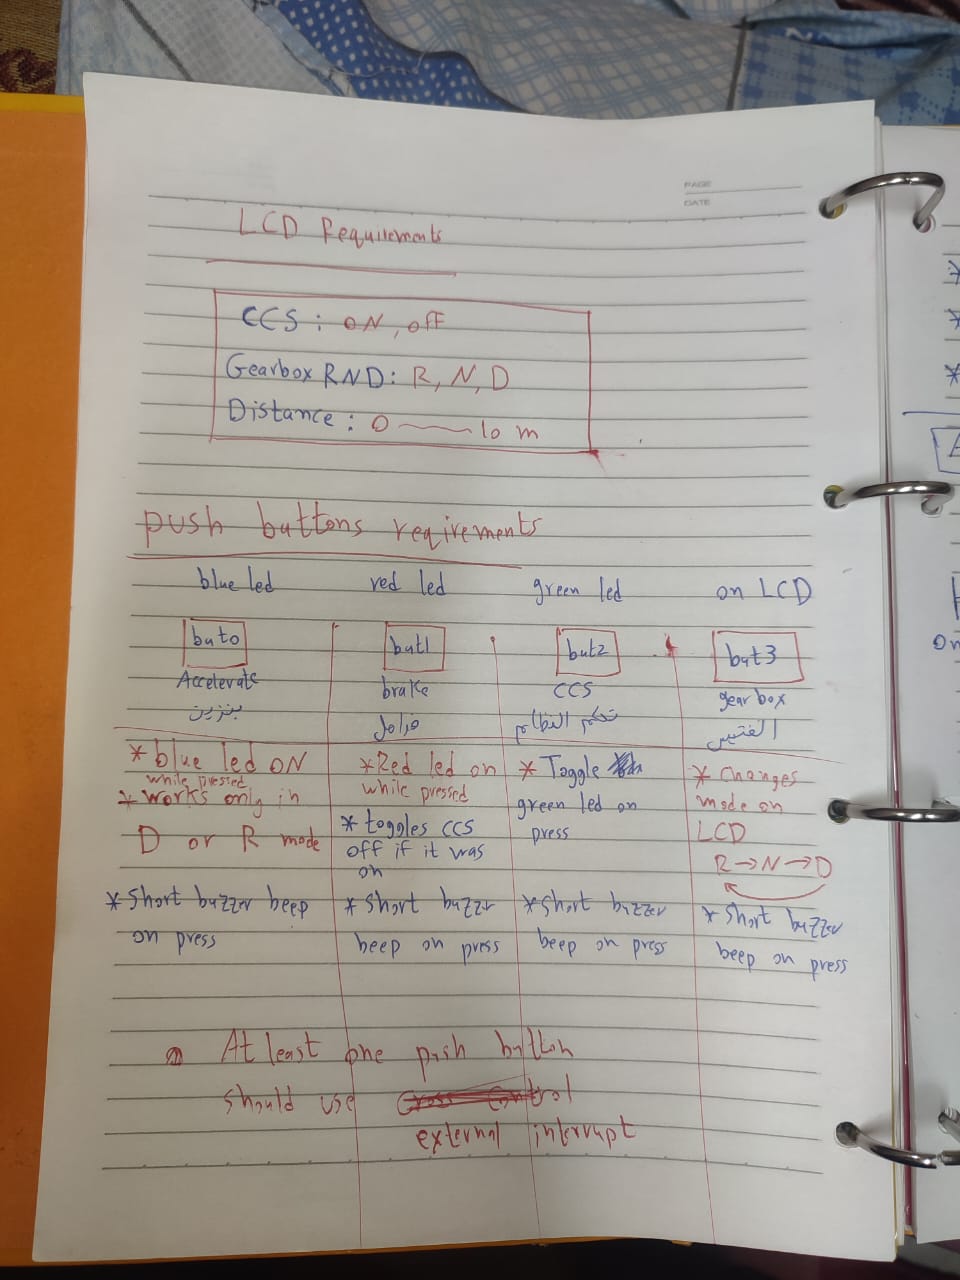 PAGE
DATE
LCD Requirements
CCS : ON, off
Gearbox RND: R, N, D
Distance : 0 —— 10 m
push buttons reqirements
blue led
red led
green led
on LCD
but0
but1
but2
but3
Accelerate
brake
CCS
gear box
بنزين
فرامل
تحكم النظام
الفتيس
* blue led ON
while pressed
* works only in
D or R mode
* Short buzzer beep
on press
* Red led on
while pressed
* toggles CCS
off if it was
on
* Short buzzer
beep on press
* Toggle
green led on
press
* Short buzzer
beep on press
* Changes
mode on
LCD
R → N → D
* Short buzzer
beep on press
At least one push button
should use
external interrupt
on